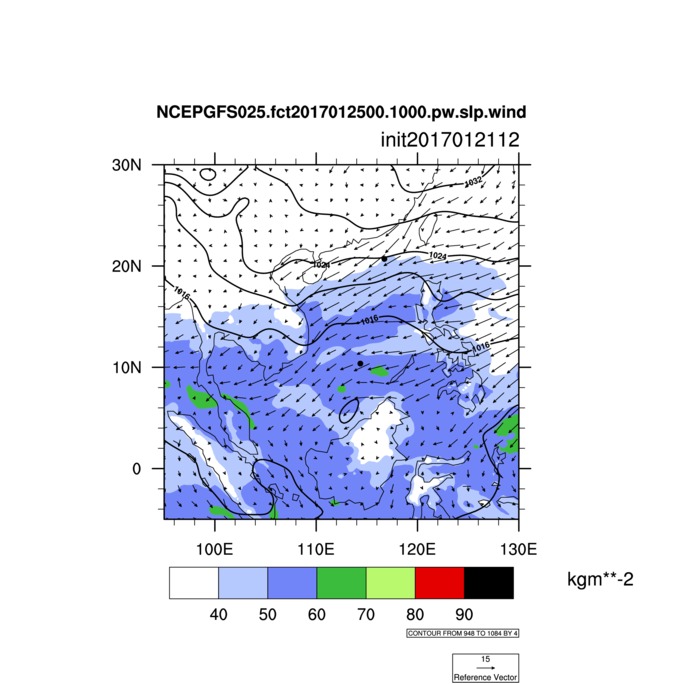 NCEPGFS025.fct2017012500.1000.pw.slp.wind
init2017012112
30N
1032
1024
20N
1024
1016
1016
1016
10N
0
100E 110E 120E 130E
kgm**-2
40 50 60 70 80 90
CONTOUR FROM 948 TO 1084 BY 4
15
Reference Vector